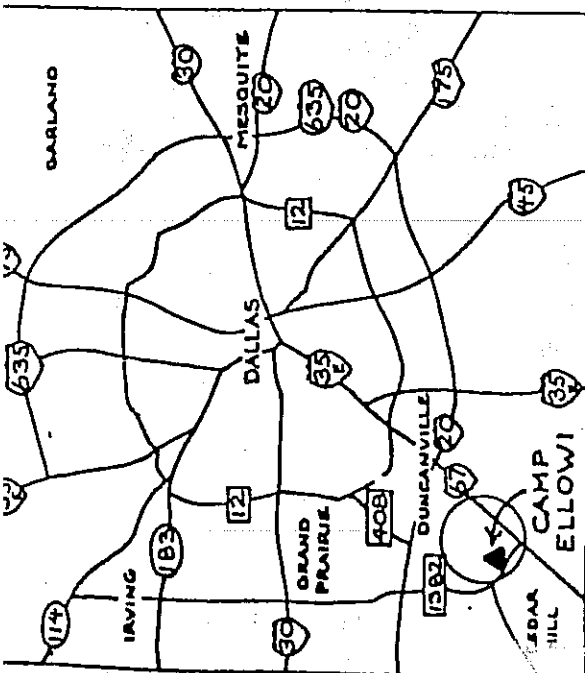 635
114
GARLAND
IRVING
183
30
12
MESQUITE
20
DALLAS
30
GRAND
PRAIRIE
12
635
35
E
20
408
DUNCANVILLE
175
1382
67
20
45
CAMP
ELLOWI
HILL
35
E